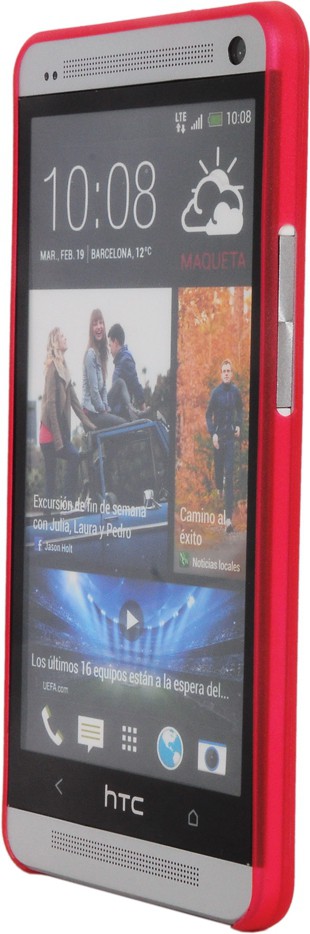 LTE 10:08
10:08
MAR., FEB. 19 | BARCELONA, 12°C
MAQUETA
Excursión de fin de semana
con Julia, Laura y Pedro
f Jason Holt
Camino al
éxito
Noticias locales
Los últimos 16 equipos están a la espera del...
UEFA.com
hTC